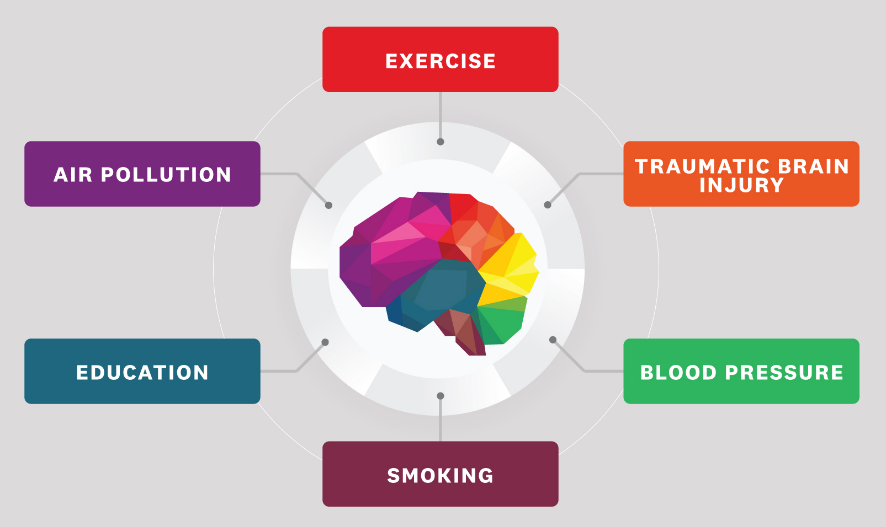 EXERCISE
AIR POLLUTION
TRAUMATIC BRAIN
INJURY
EDUCATION
BLOOD PRESSURE
SMOKING